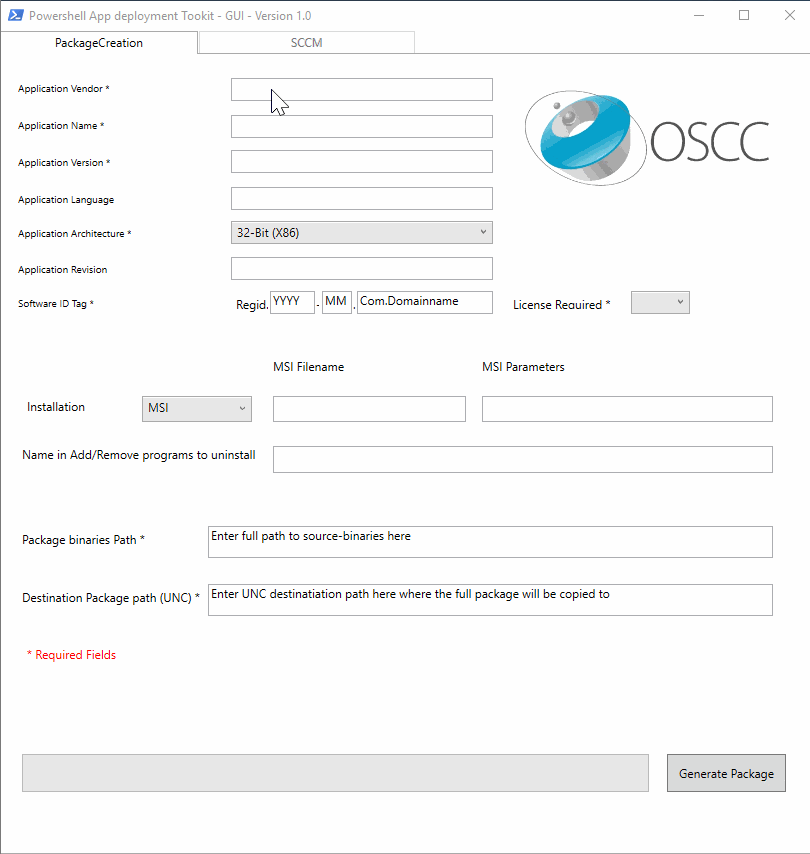 Powershell App deployment Tookit - GUI - Version 1.0
PackageCreation SCCM
Application Vendor *
OSCC
Application Name *
Application Version *
Application Language
Application Architecture * 32-Bit (X86)
Application Revision
Software ID Tag * Regid. YYYY - MM . Com.Domainname License Required *
MSI Filename MSI Parameters
Installation MSI
Name in Add/Remove programs to uninstall
Package binaries Path * Enter full path to source-binaries here
Destination Package path (UNC) * Enter UNC destinatiation path here where the full package will be copied to
* Required Fields
Generate Package